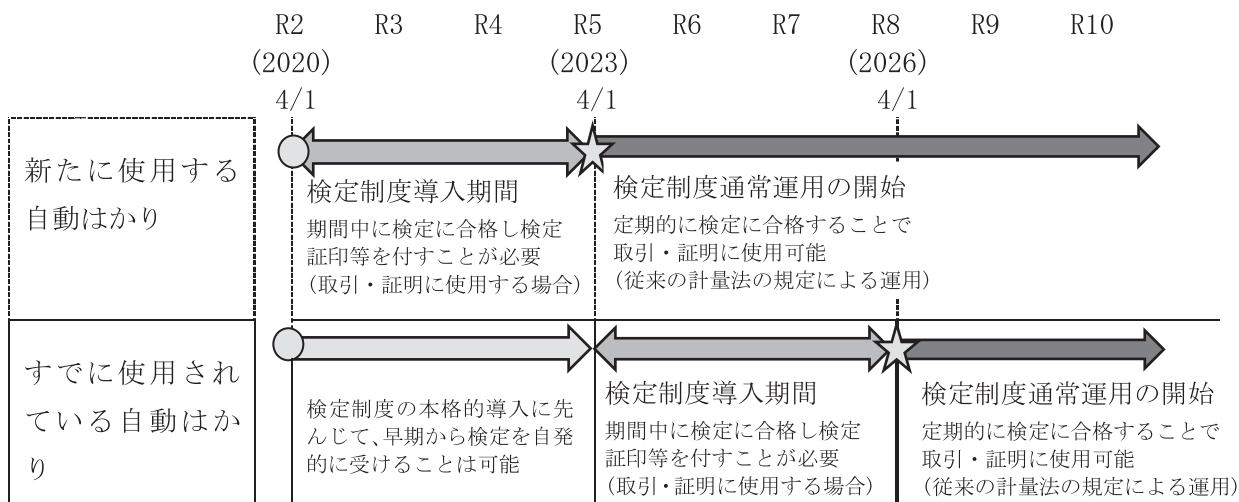 R2 R3 R4 R5 R6 R7 R8 R9 R10
(2020) (2023) (2026)
4/1 4/1 4/1
新たに使用する
自動はかり
検定制度導入期間
期間中に検定に合格し検定
証印等を付すことが必要
(取引・証明に使用する場合)
検定制度通常運用の開始
定期的に検定に合格することで
取引・証明に使用可能
(従来の計量法の規定による運用)
すでに使用され
ている自動はか
り
検定制度の本格的導入に先
んじて、早期から検定を自発
的に受けることは可能
検定制度導入期間
期間中に検定に合格し検定
証印等を付すことが必要
(取引・証明に使用する場合)
検定制度通常運用の開始
定期的に検定に合格することで
取引・証明に使用可能
(従来の計量法の規定による運用)